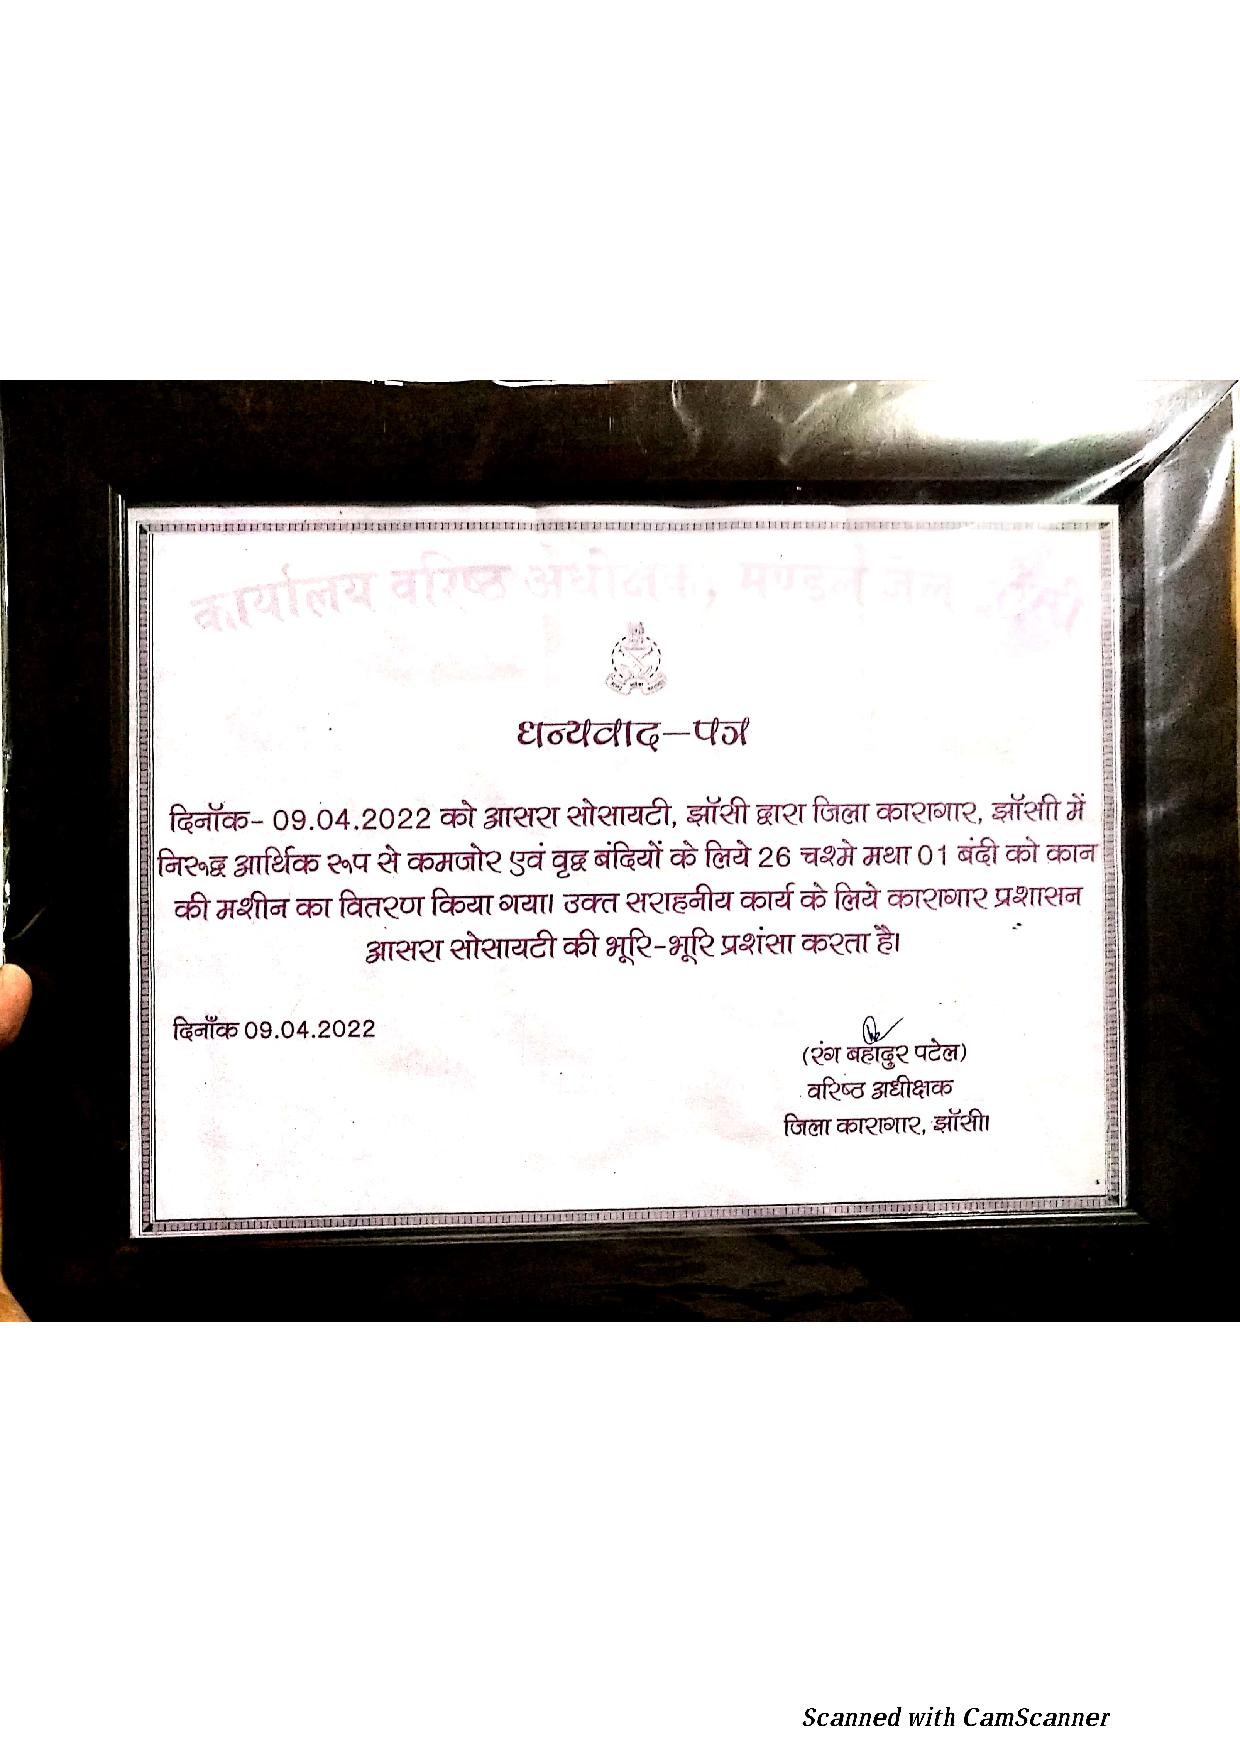 कार्यालय वरिष्ठ अधीक्षक, मण्डल जेल झाँसी
धन्यवाद-पत्र
दिनॉक- 09.04.2022 को आसरा सोसायटी, झॉसी द्वारा जिला कारागार, झॉसाी में
निरूद्व आर्थिक रूप से कमजोर एवं वृद्व बंदियों के लिये 26 चश्मे मथा 01 बंदी को कान
की मशीन का वितरण किया गया। उक्त सराहनीय कार्य के लिये कारागार प्रशासन
आसरा सोसायटी की भूरि-भूरि प्रशंसा करता है।
दिनाँक 09.04.2022
(रंग बहादुर पटेल)
वरिष्ठ अधीक्षक
जिला कारागार, झॉसी।
Scanned with CamScanner